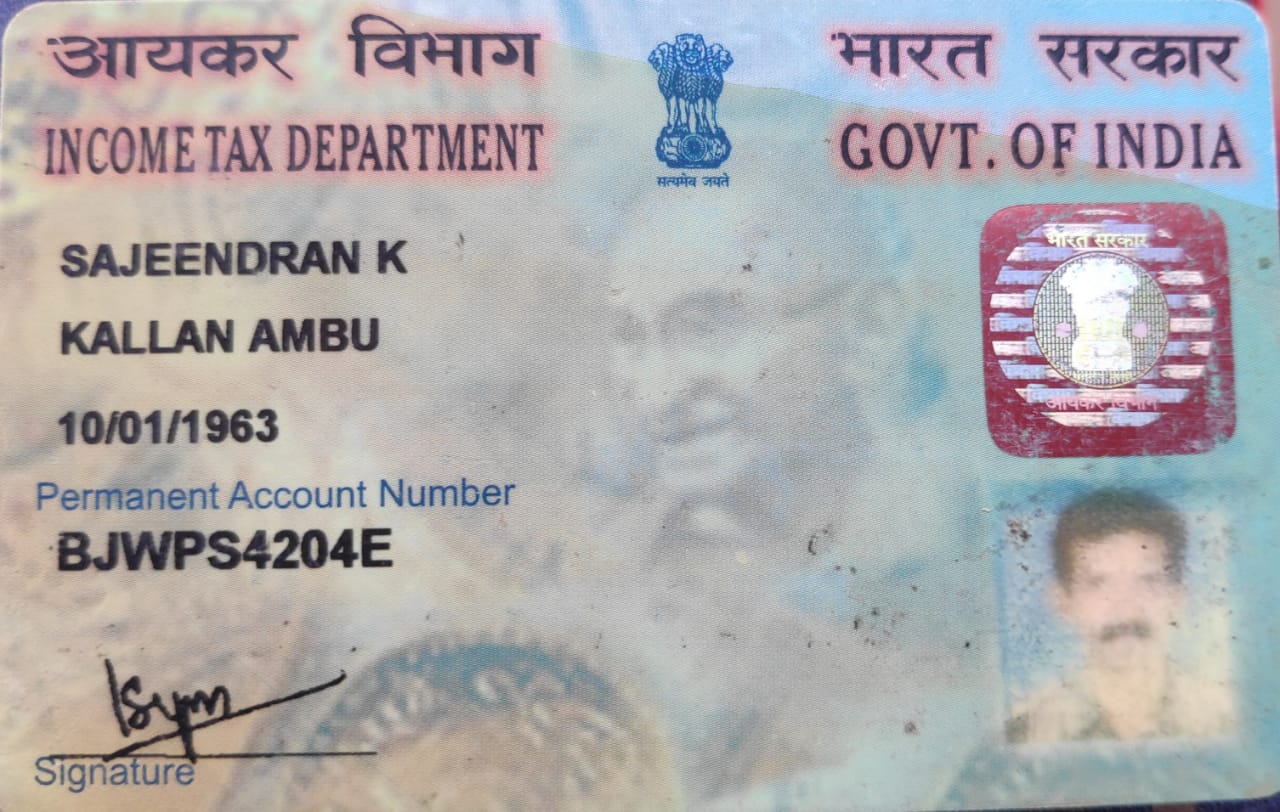 आयकर विभाग
भारत सरकार
INCOME TAX DEPARTMENT
GOVT. OF INDIA
सत्यमेव जयते
SAJEENDRAN K
KALLAN AMBU
10/01/1963
Permanent Account Number
BJWPS4204E
Signature
भारत सरकार
आयकर विभाग